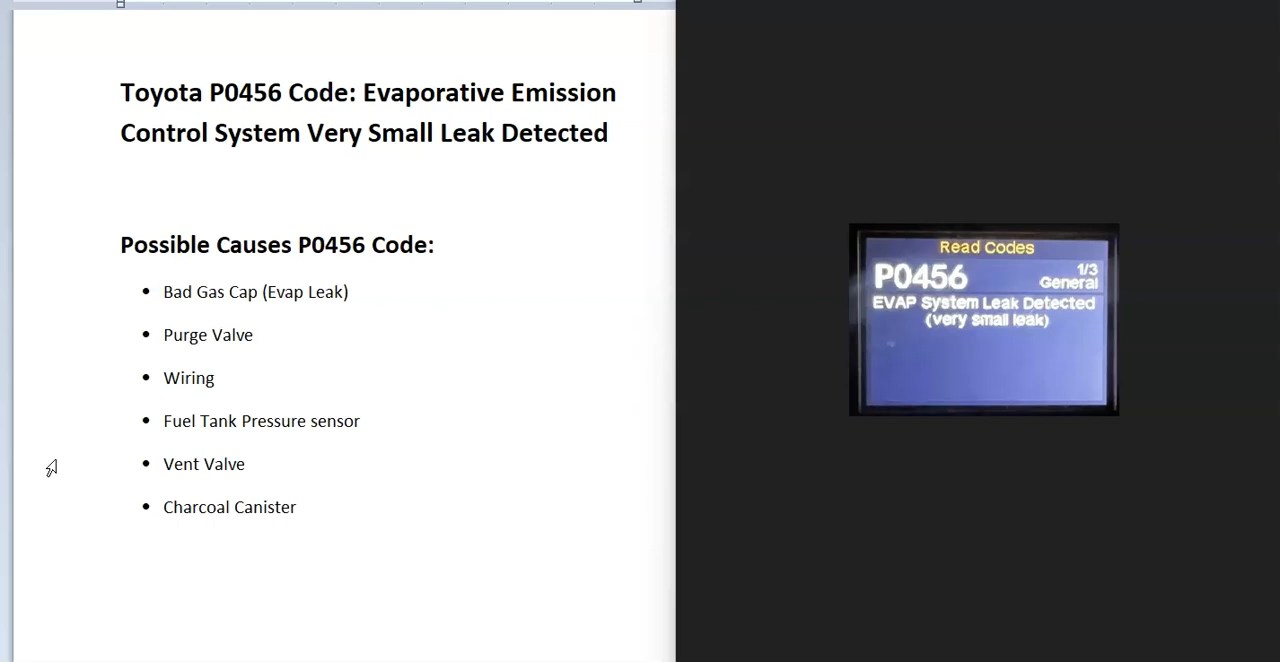 Toyota P0456 Code: Evaporative Emission
Control System Very Small Leak Detected
Possible Causes P0456 Code:
Bad Gas Cap (Evap Leak)
Purge Valve
Wiring
Fuel Tank Pressure sensor
Vent Valve
Charcoal Canister
Read Codes
P0456
1/3
General
EVAP System Leak Detected
(very small leak)